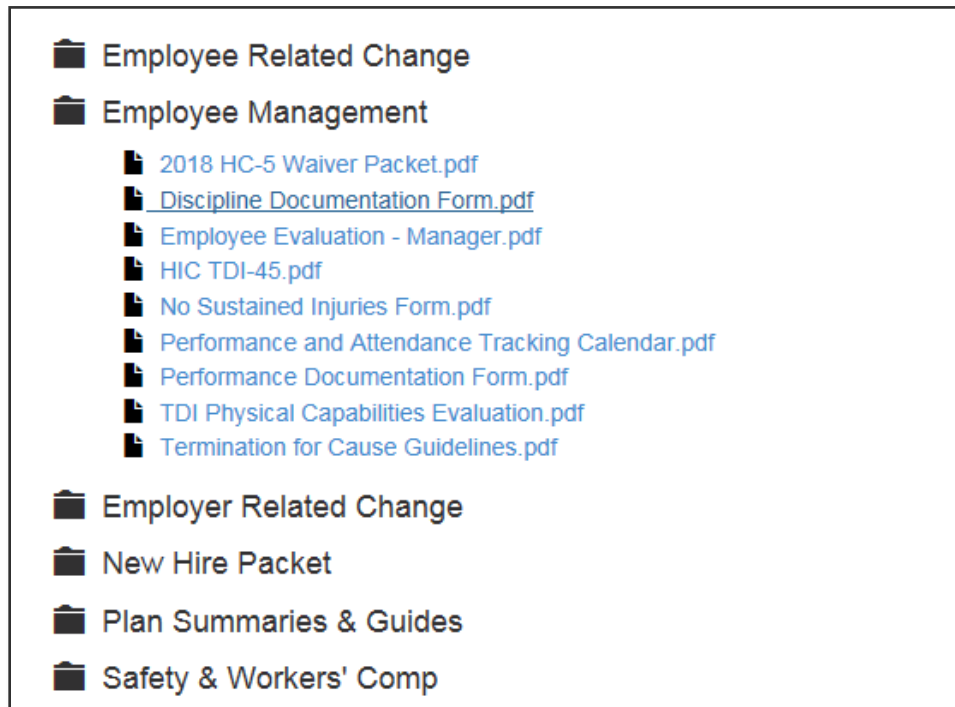 Employee Related Change
Employee Management
2018 HC-5 Waiver Packet.pdf
Discipline Documentation Form.pdf
Employee Evaluation - Manager.pdf
HIC TDI-45.pdf
No Sustained Injuries Form.pdf
Performance and Attendance Tracking Calendar.pdf
Performance Documentation Form.pdf
TDI Physical Capabilities Evaluation.pdf
Termination for Cause Guidelines.pdf
Employer Related Change
New Hire Packet
Plan Summaries & Guides
Safety & Workers' Comp